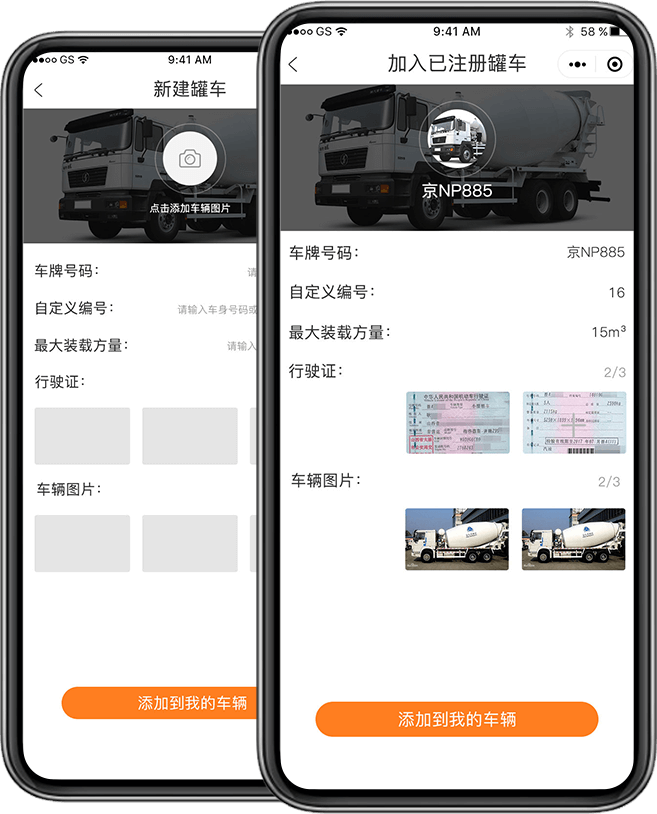 GS
9:41 AM
新建罐车
点击添加车辆图片
车牌号码：
请
自定义编号：
请输入车身号码或
最大装载方量：
请输入
行驶证：
车辆图片：
添加到我的车辆
GS
9:41 AM
58 %
加入已注册罐车
京NP885
车牌号码：
京NP885
自定义编号：
16
最大装载方量：
15m³
行驶证：
2/3
中华人民共和国机动车行驶证
车辆图片：
2/3
添加到我的车辆